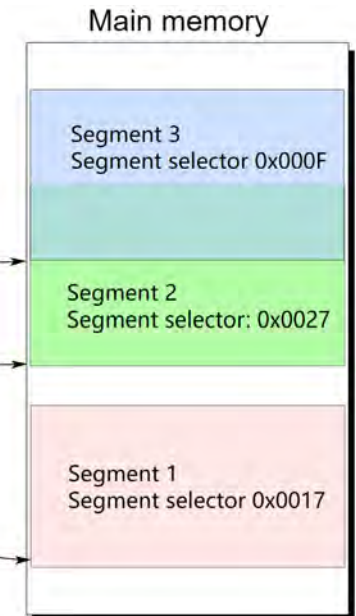 Main memory
Segment 3
Segment selector 0x000F
Segment 2
Segment selector: 0x0027
Segment 1
Segment selector 0x0017